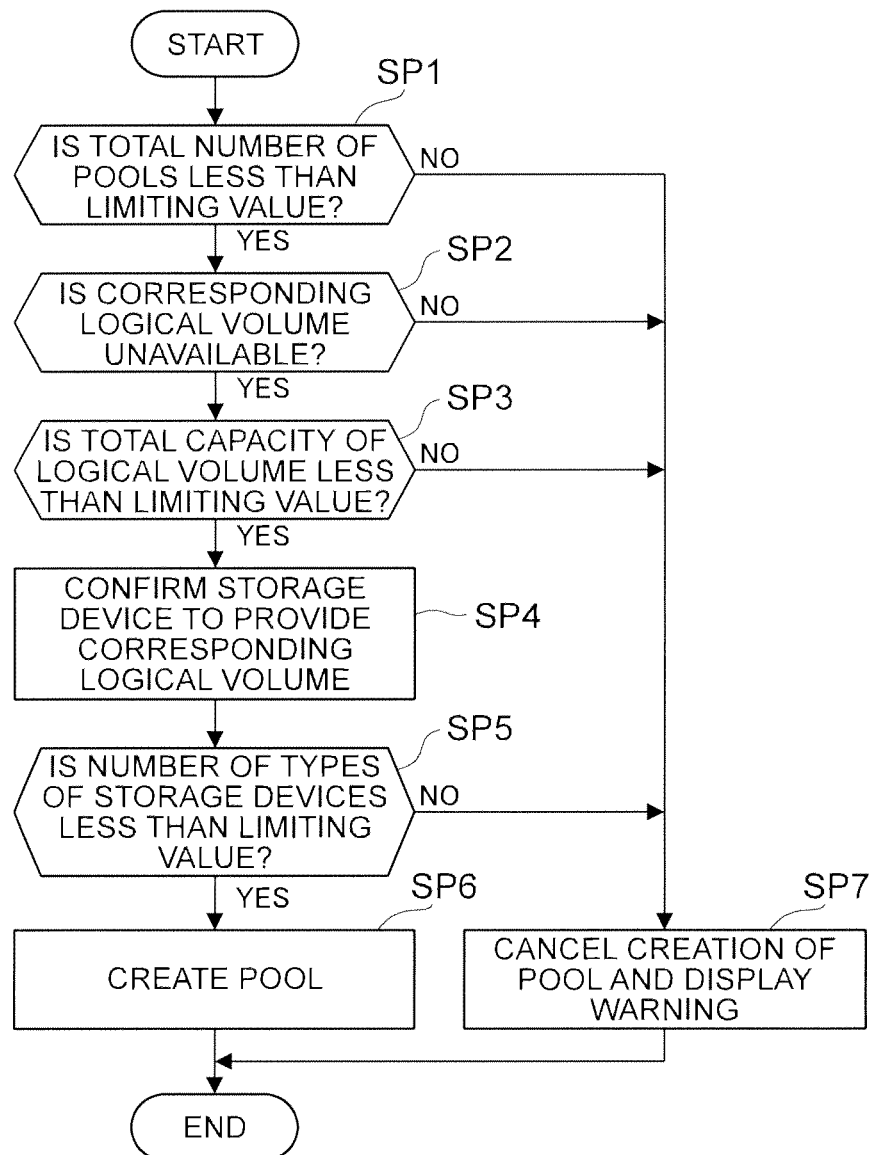 START
SP1
IS TOTAL NUMBER OF
POOLS LESS THAN
LIMITING VALUE?
NO
YES
SP2
IS CORRESPONDING
LOGICAL VOLUME
UNAVAILABLE?
NO
YES
SP3
IS TOTAL CAPACITY OF
LOGICAL VOLUME LESS
THAN LIMITING VALUE?
NO
YES
CONFIRM STORAGE
DEVICE TO PROVIDE
CORRESPONDING
LOGICAL VOLUME
SP4
SP5
IS NUMBER OF TYPES
OF STORAGE DEVICES
LESS THAN LIMITING
VALUE?
NO
YES
SP6
CREATE POOL
SP7
CANCEL CREATION OF
POOL AND DISPLAY
WARNING
END